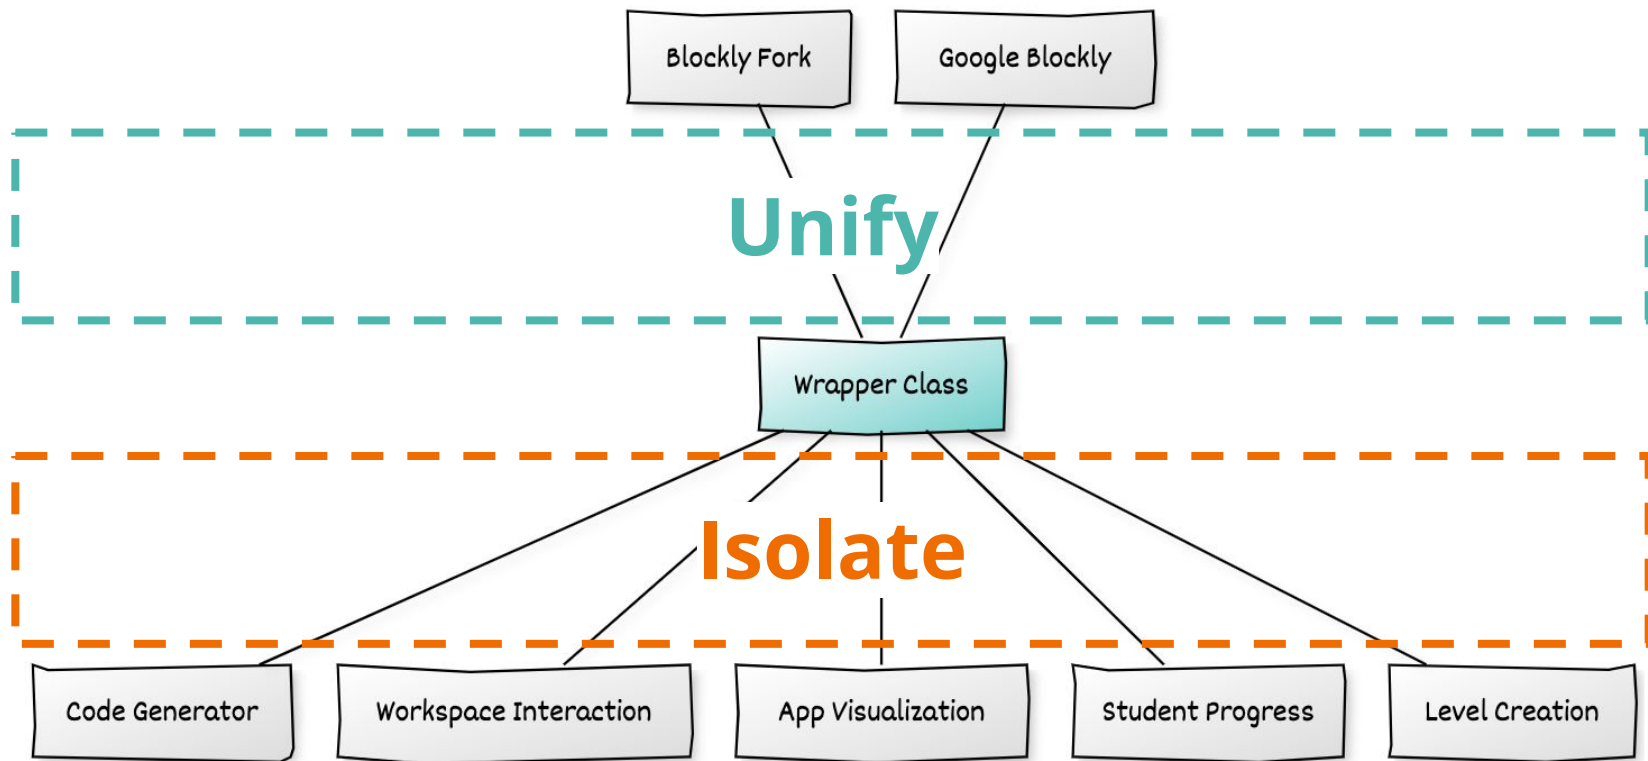 Blockly Fork
Google Blockly
Unify
Wrapper Class
Isolate
Code Generator
Workspace Interaction
App Visualization
Student Progress
Level Creation